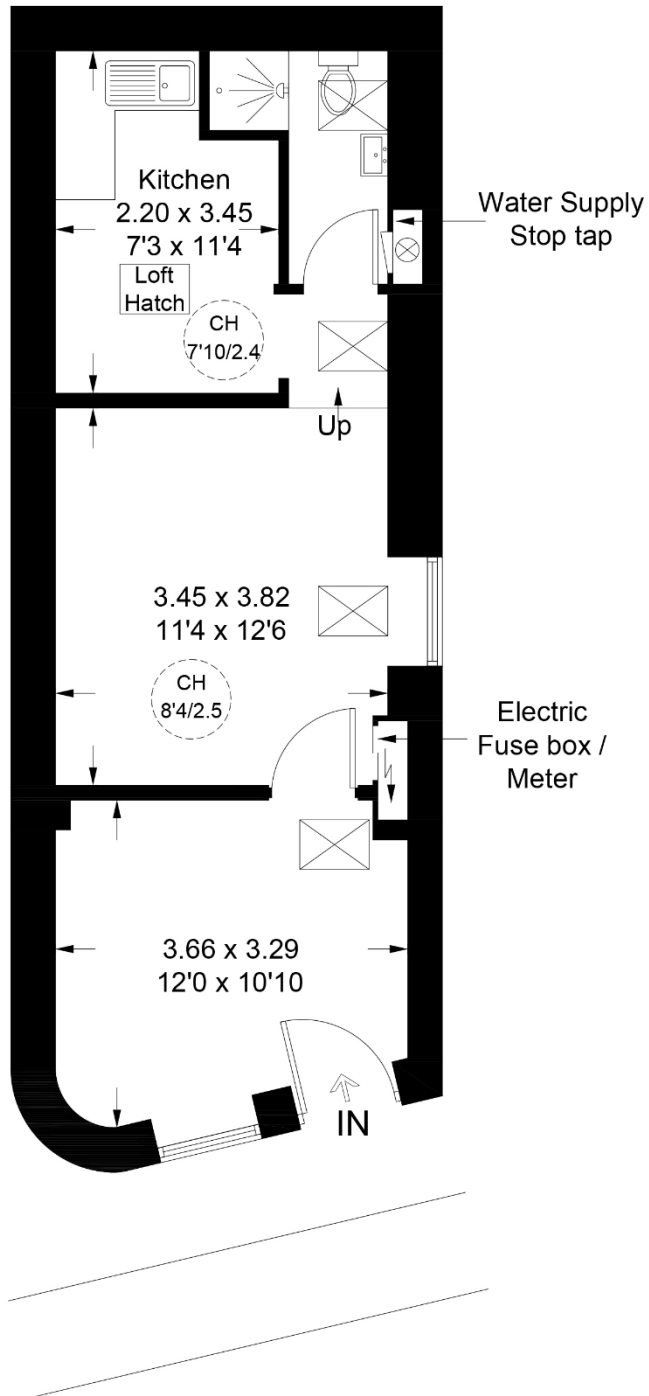 Kitchen
2.20 x 3.45
7'3 x 11'4
Loft
Hatch
CH
7'10/2.4
Water Supply
Stop tap
Up
3.45 x 3.82
11'4 x 12'6
CH
8'4/2.5
Electric
Fuse box /
Meter
3.66 x 3.29
12'0 x 10'10
IN